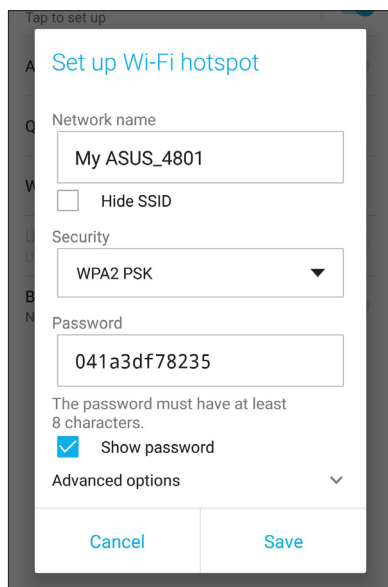 Tap to set up
Set up Wi-Fi hotspot
Network name
My ASUS_4801
Hide SSID
Security
WPA2 PSK
Password
041a3df78235
The password must have at least
8 characters.
Show password
Advanced options
Cancel
Save